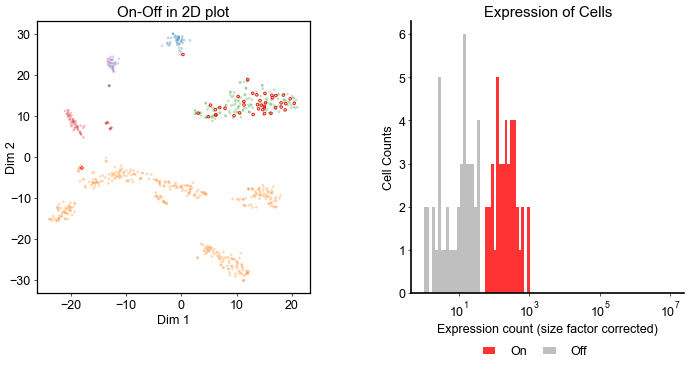 On-Off in 2D plot
Dim 2
30
20
10
0
−10
−20
−30
−20
−10
0
10
20
Dim 1
Expression of Cells
Cell Counts
6
5
4
3
2
1
0
10^1
10^3
10^5
10^7
Expression count (size factor corrected)
On
Off